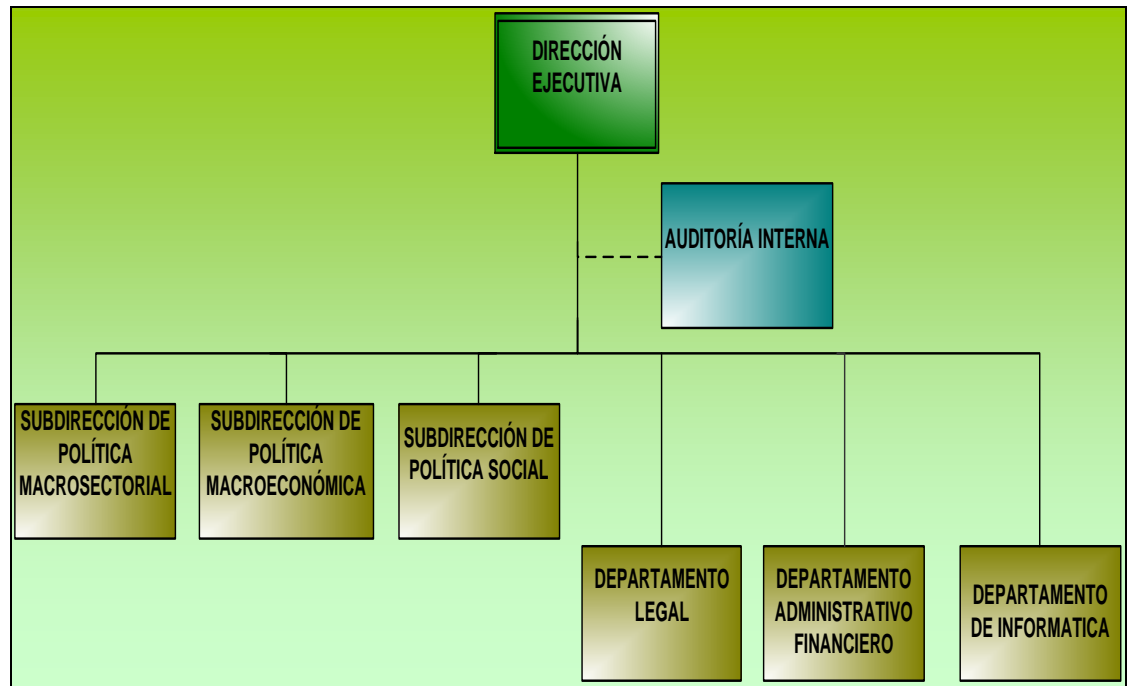 DIRECCIÓN
EJECUTIVA
AUDITORÍA INTERNA
SUBDIRECCIÓN DE
POLÍTICA
MACROSECTORIAL
SUBDIRECCIÓN DE
POLÍTICA
MACROECONÓMICA
SUBDIRECCIÓN DE
POLÍTICA SOCIAL
DEPARTAMENTO
LEGAL
DEPARTAMENTO
ADMINISTRATIVO
FINANCIERO
DEPARTAMENTO
DE INFORMATICA